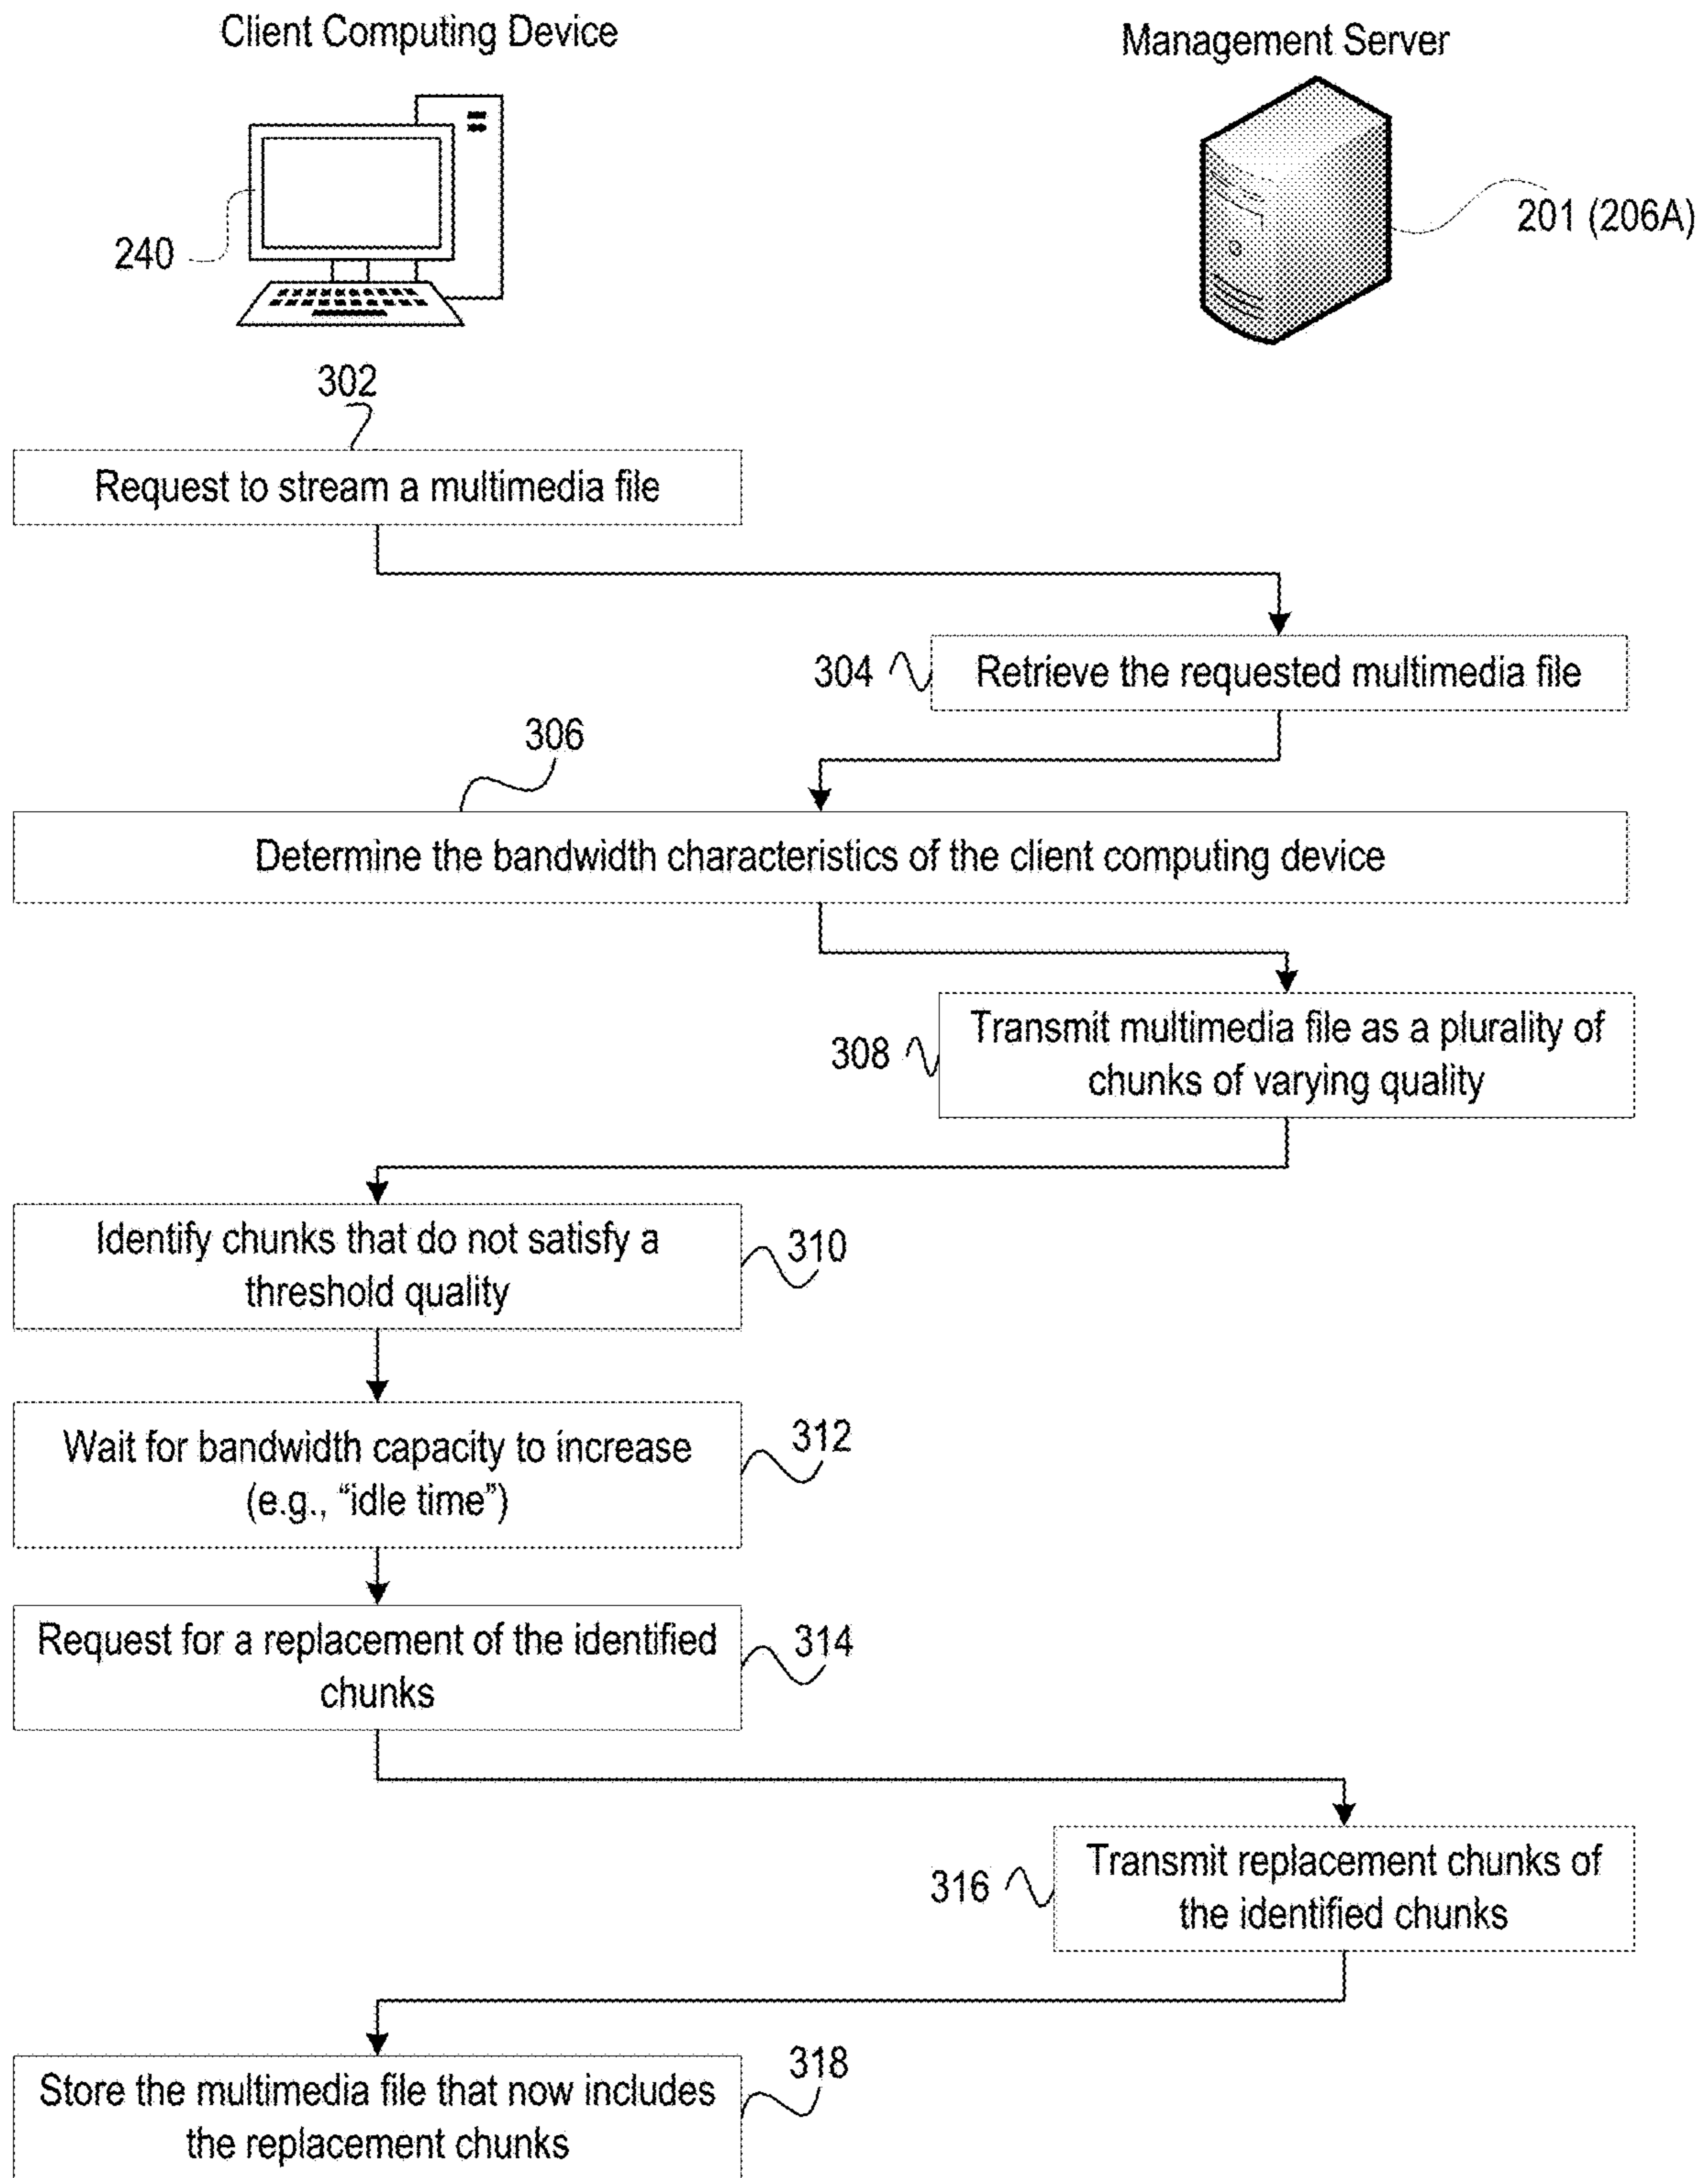 Client Computing Device
Management Server
240
201 (206A)
302
Request to stream a multimedia file
304
Retrieve the requested multimedia file
306
Determine the bandwidth characteristics of the client computing device
308
Transmit multimedia file as a plurality of
chunks of varying quality
Identify chunks that do not satisfy a
threshold quality
310
Wait for bandwidth capacity to increase
(e.g., “idle time”)
312
Request for a replacement of the identified
chunks
314
316
Transmit replacement chunks of
the identified chunks
Store the multimedia file that now includes
the replacement chunks
318